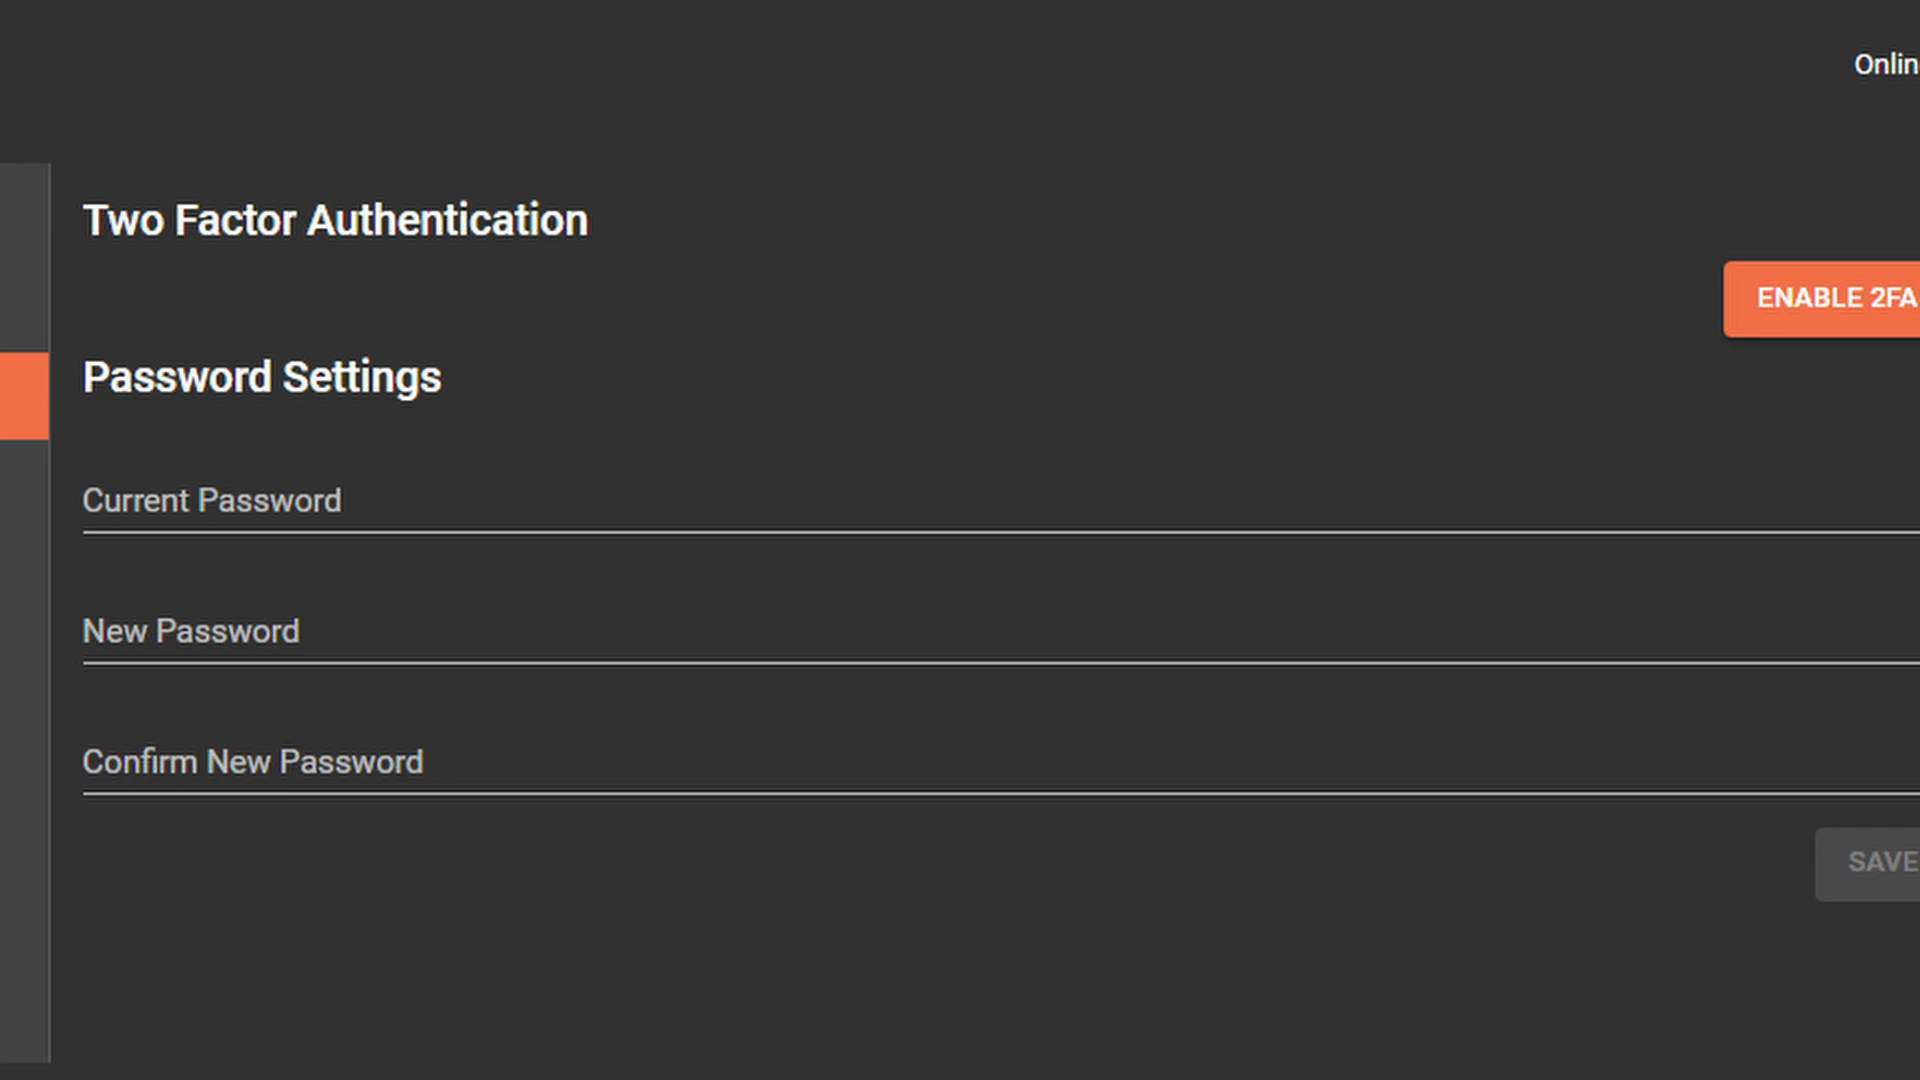 Onlin
Two Factor Authentication
ENABLE 2FA
Password Settings
Current Password
New Password
Confirm New Password
SAVE